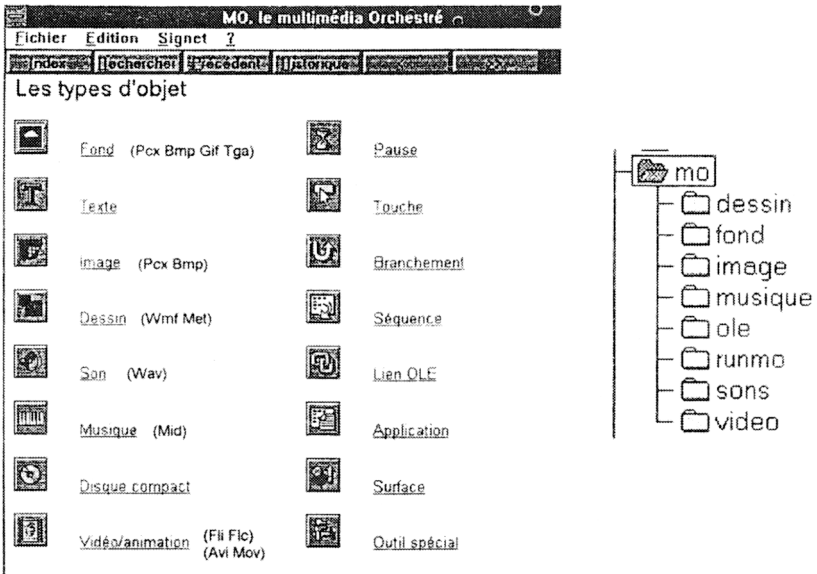 MO, le multimédia Orchestré
Fichier Edition Signet ?
Index Rechercher Précédent Historique << >>
Les types d'objet
Fond (Pcx Bmp Gif Tga)
Texte
Image (Pcx Bmp)
Dessin (Wmf Met)
Son (Wav)
Musique (Mid)
Disque compact
Vidéo/animation (Fli Flc)
(Avi Mov)
Pause
Touche
Branchement
Séquence
Lien OLE
Application
Surface
Outil spécial
mo
dessin
fond
image
musique
ole
runmo
sons
video